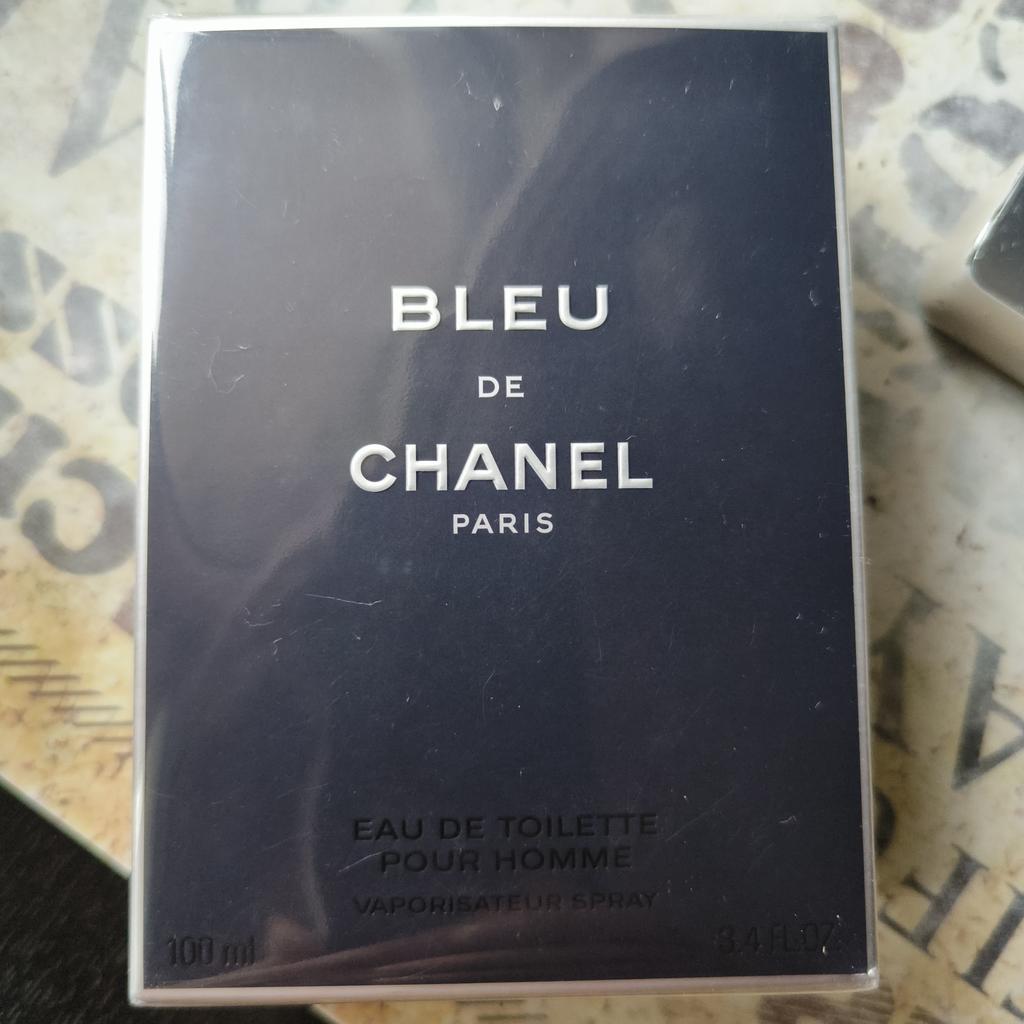 BLEU
DE
CHANEL
PARIS
EAU DE TOILETTE
POUR HOMME
VAPORISATEUR SPRAY
100 ml 3.4 FL.OZ